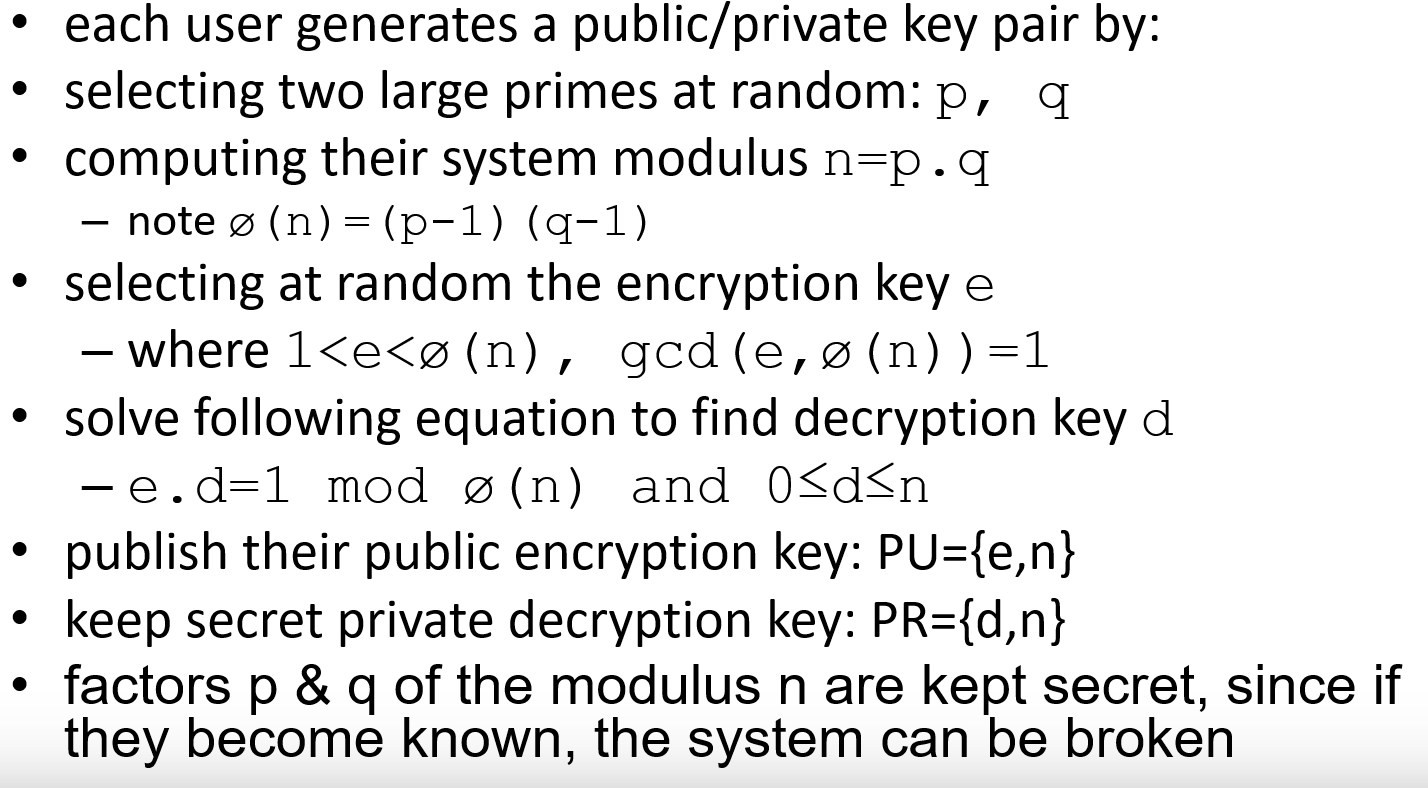 • each user generates a public/private key pair by:
• selecting two large primes at random: p, q
• computing their system modulus n=p.q
– note ø(n)=(p-1)(q-1)
• selecting at random the encryption key e
– where 1<e<ø(n), gcd(e,ø(n))=1
• solve following equation to find decryption key d
– e.d=1 mod ø(n) and 0≤d≤n
• publish their public encryption key: PU={e,n}
• keep secret private decryption key: PR={d,n}
• factors p & q of the modulus n are kept secret, since if
they become known, the system can be broken